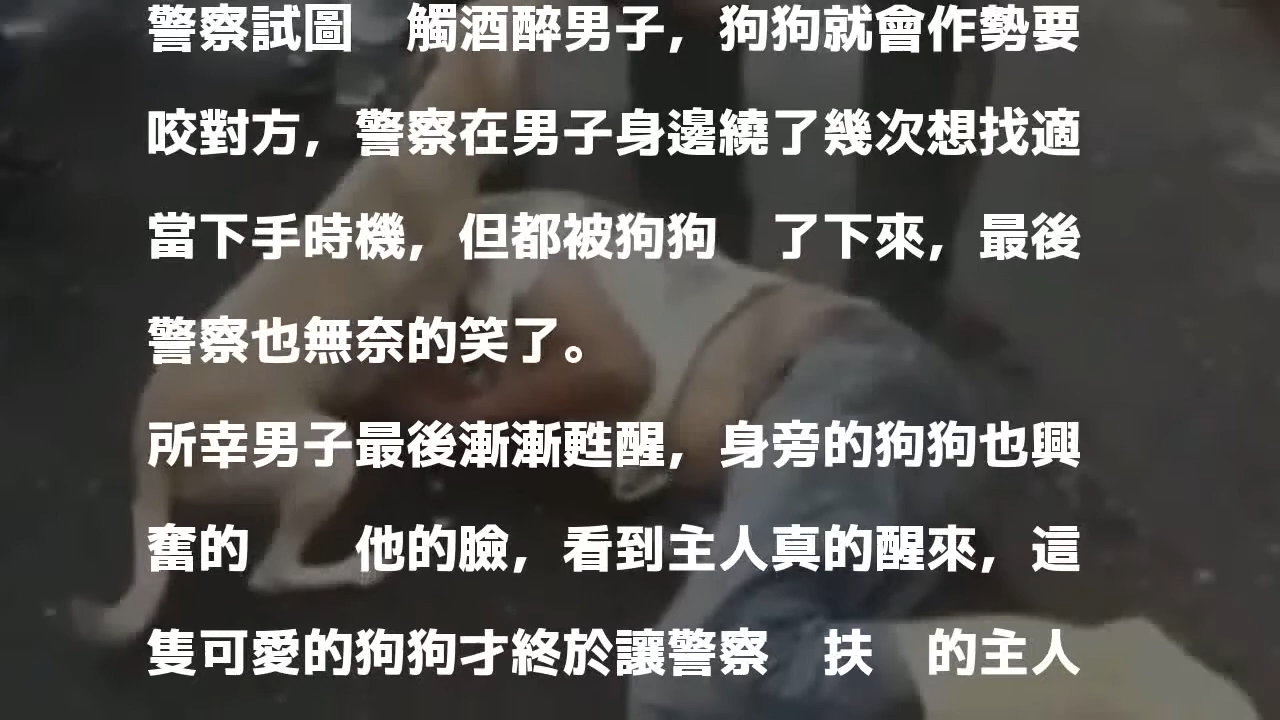 警察試圖　觸酒醉男子，狗狗就會作勢要
咬對方，警察在男子身邊繞了幾次想找適
當下手時機，但都被狗狗　了下來，最後
警察也無奈的笑了。
所幸男子最後漸漸甦醒，身旁的狗狗也興
奮的　　他的臉，看到主人真的醒來，這
隻可愛的狗狗才終於讓警察　扶　的主人